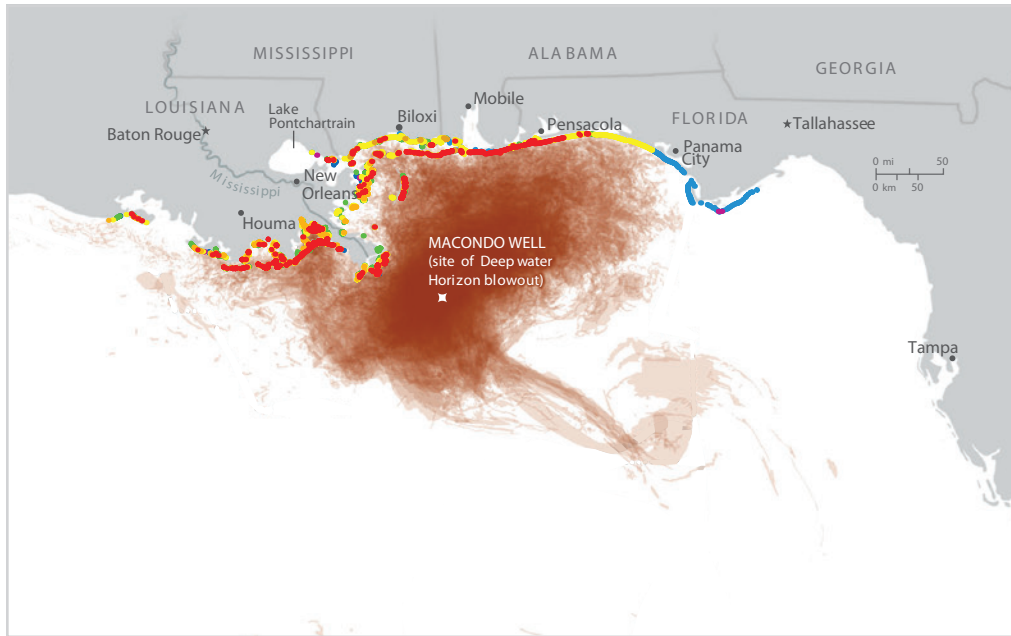 MISSISSIPPI
ALABAMA
GEORGIA
LOUISIANA
Lake
Pontchartrain
Biloxi
Mobile
Pensacola
FLORIDA
Tallahassee
Baton Rouge
Panama
City
0 mi 50
0 km 50
Mississippi
New
Orleans
Houma
MACONDO WELL
(site of Deep water
Horizon blowout)
Tampa